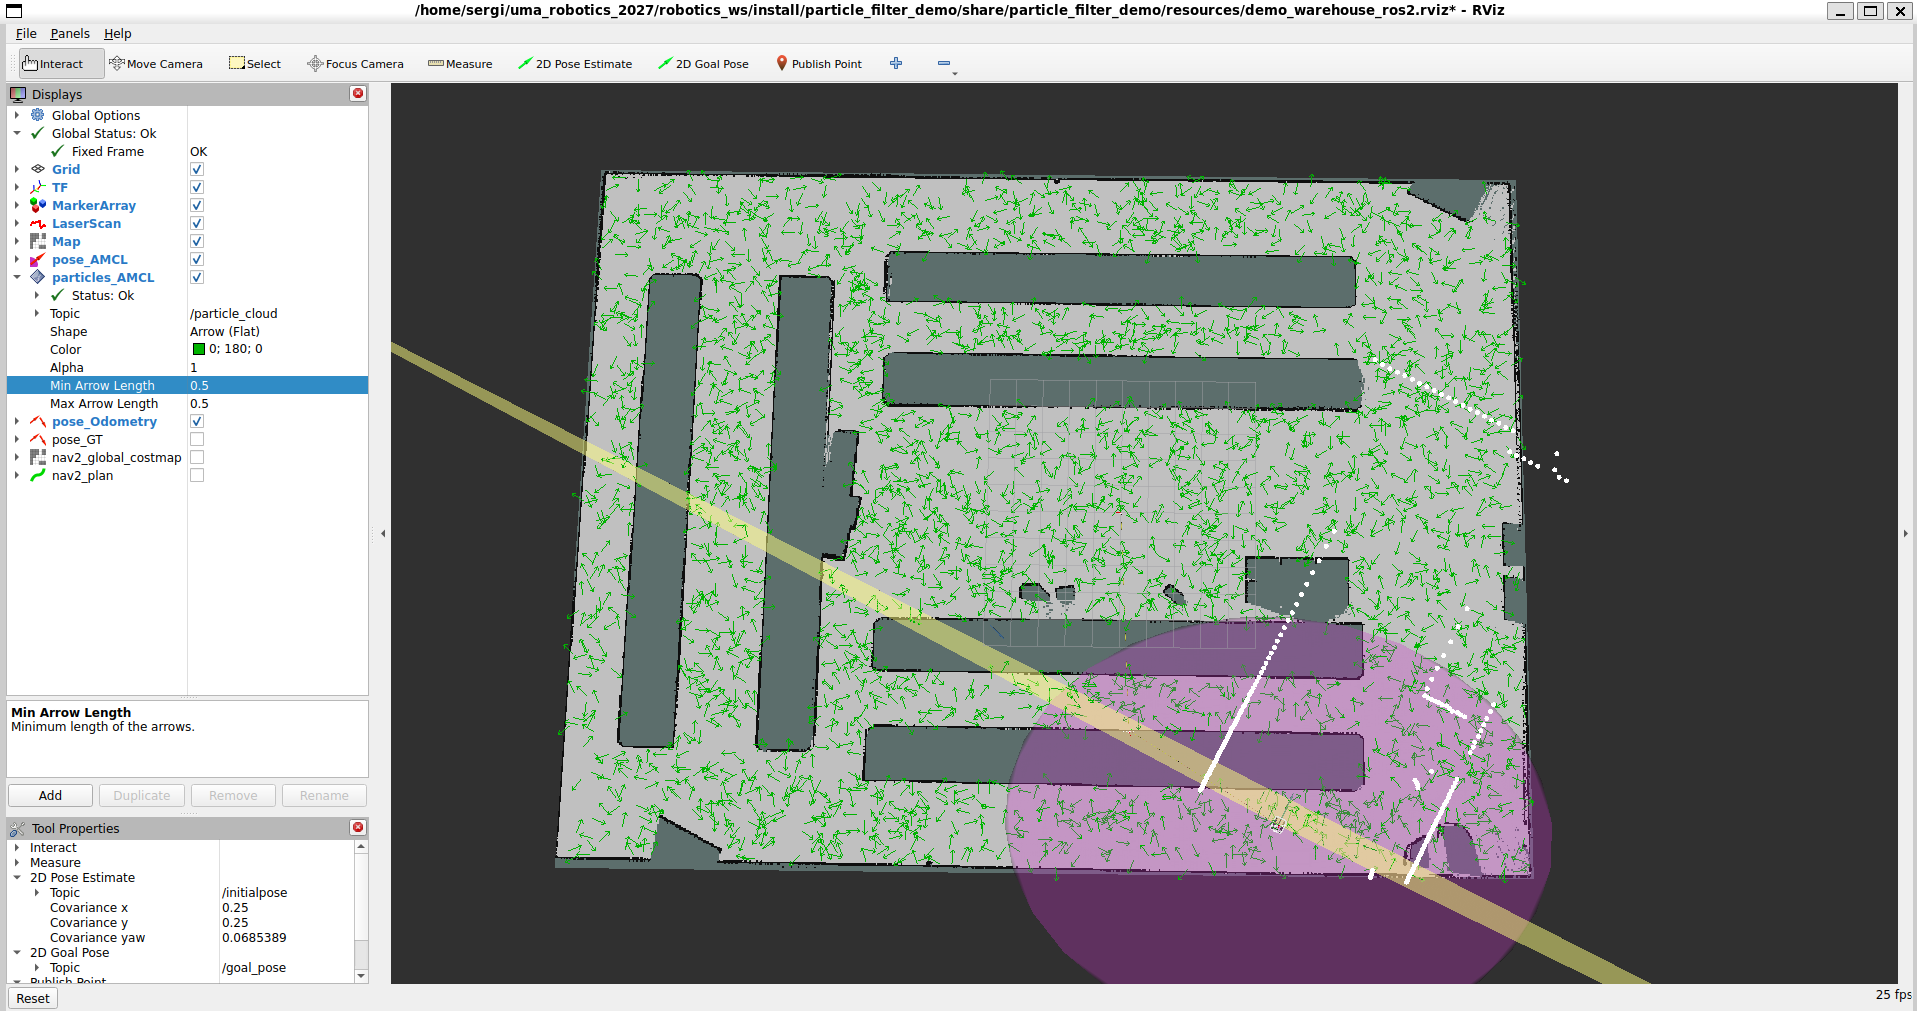 /home/sergi/uma_robotics_2027/robotics_ws/install/particle_filter_demo/share/particle_filter_demo/resources/demo_warehouse_ros2.rviz* - RViz
File Panels Help
Interact Move Camera Select Focus Camera Measure 2D Pose Estimate 2D Goal Pose Publish Point
Displays
Global Options
Global Status: Ok
Fixed Frame OK
Grid
TF
MarkerArray
LaserScan
Map
pose_AMCL
particles_AMCL
Status: Ok
Topic /particle_cloud
Shape Arrow (Flat)
Color 0; 180; 0
Alpha 1
Min Arrow Length 0.5
Max Arrow Length 0.5
pose_Odometry
pose_GT
nav2_global_costmap
nav2_plan
Min Arrow Length
Minimum length of the arrows.
Add Duplicate Remove Rename
Tool Properties
Interact
Measure
2D Pose Estimate
Topic /initialpose
Covariance x 0.25
Covariance y 0.25
Covariance yaw 0.0685389
2D Goal Pose
Topic /goal_pose
Publish Point
Reset 25 fps